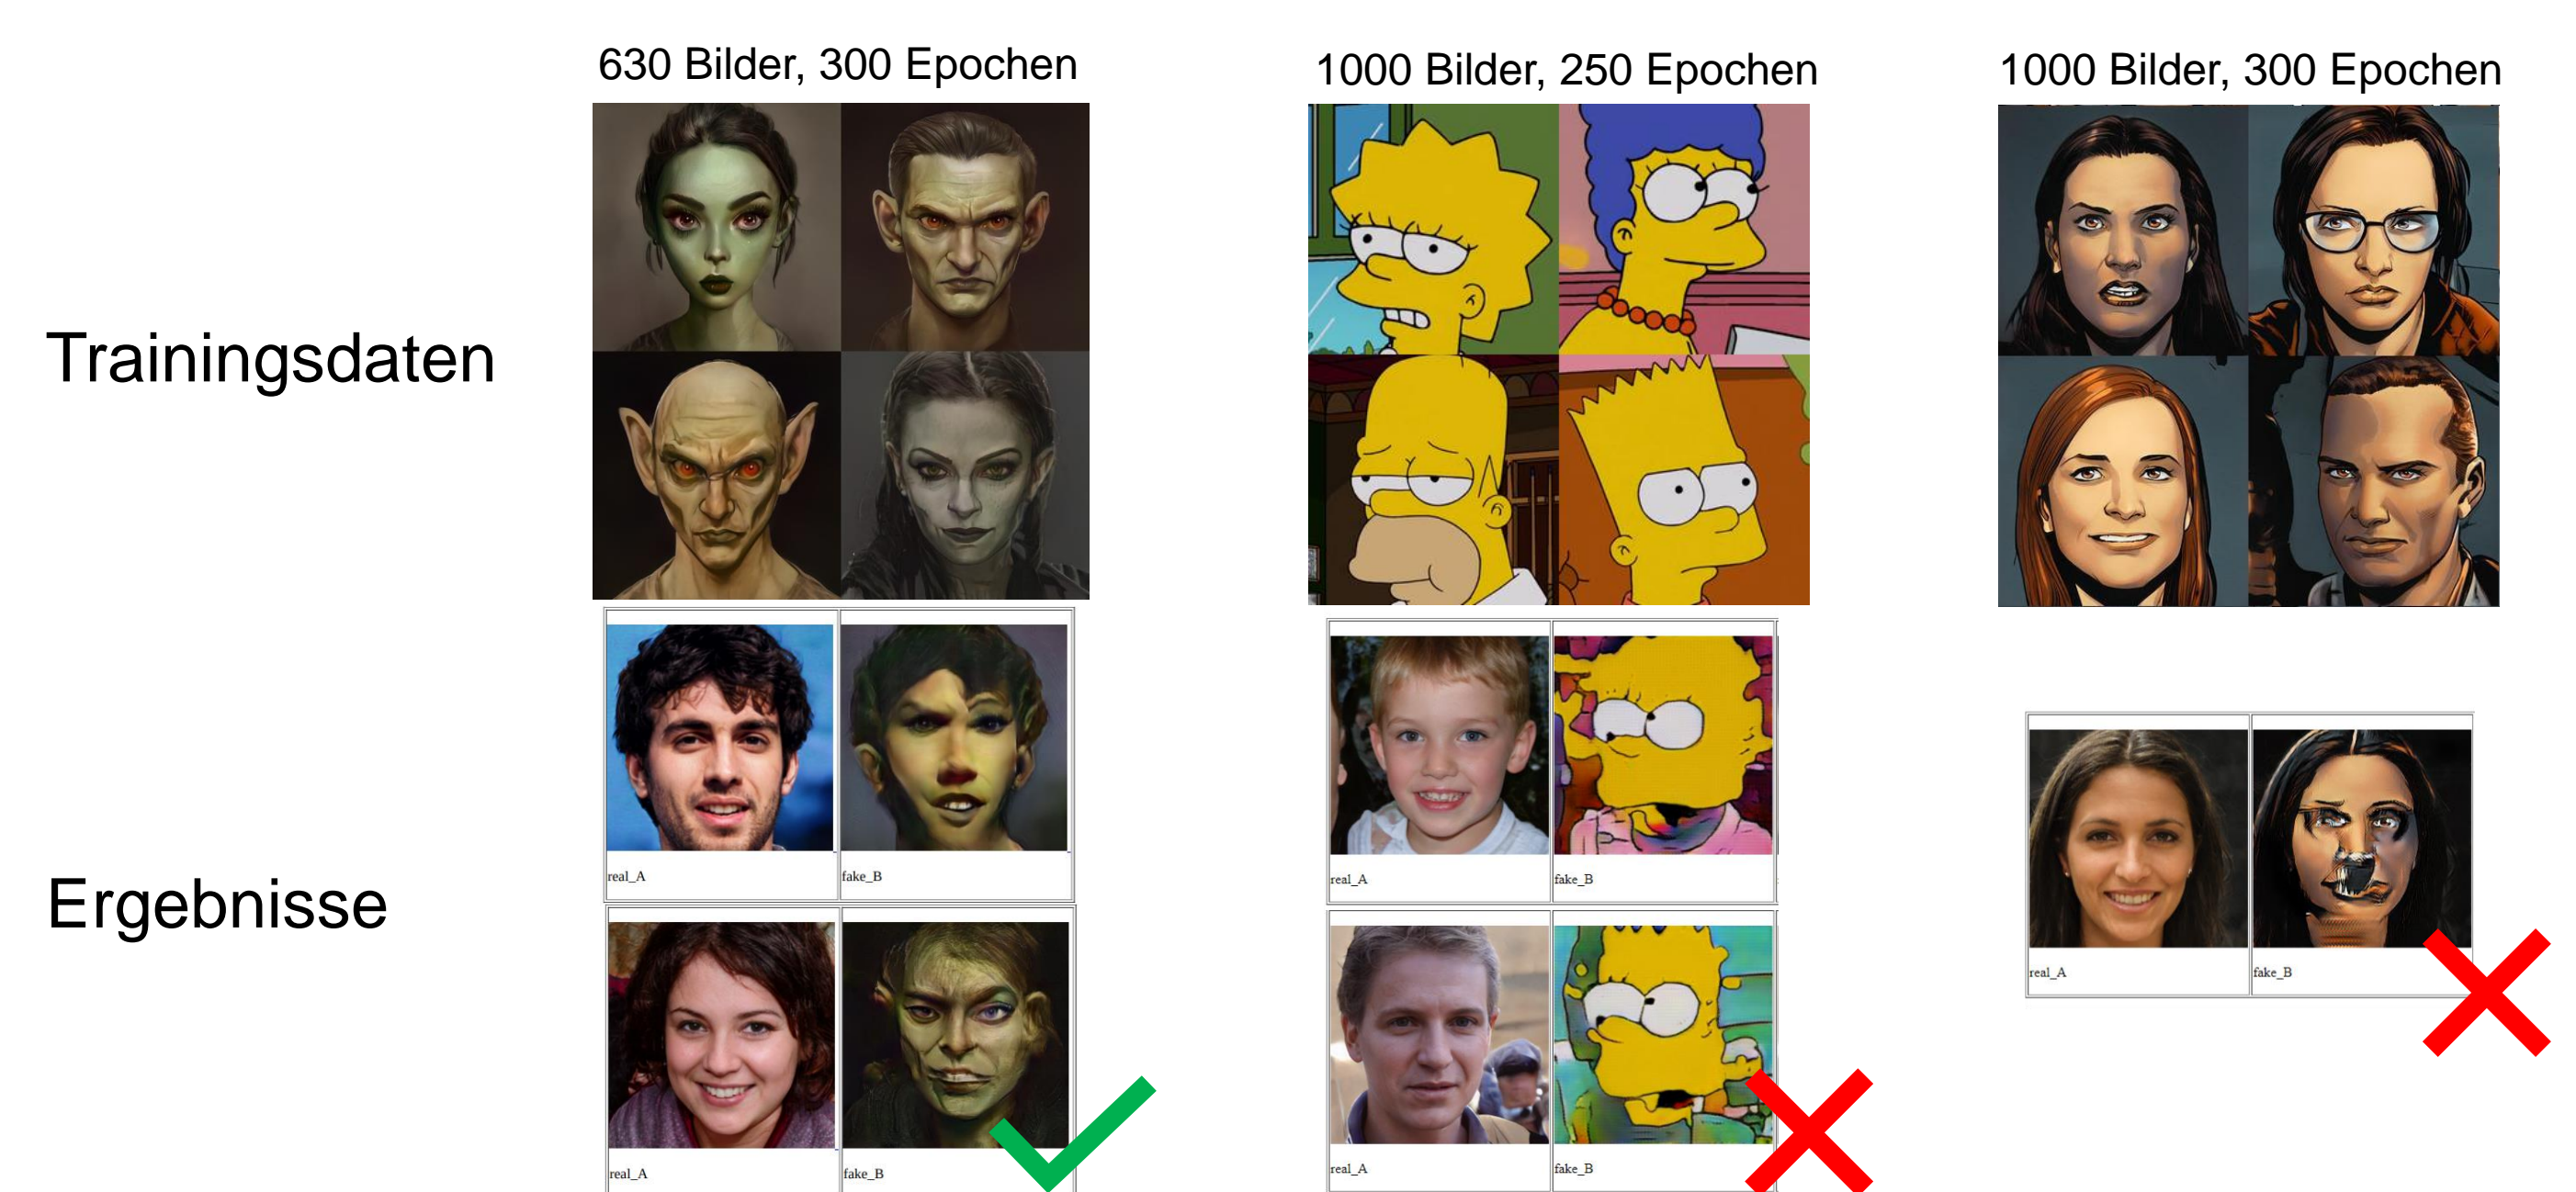 630 Bilder, 300 Epochen
1000 Bilder, 250 Epochen
1000 Bilder, 300 Epochen
Trainingsdaten
Ergebnisse
real_A
fake_B
real_A
fake_B
real_A
fake_B
real_A
fake_B
real_A
fake_B